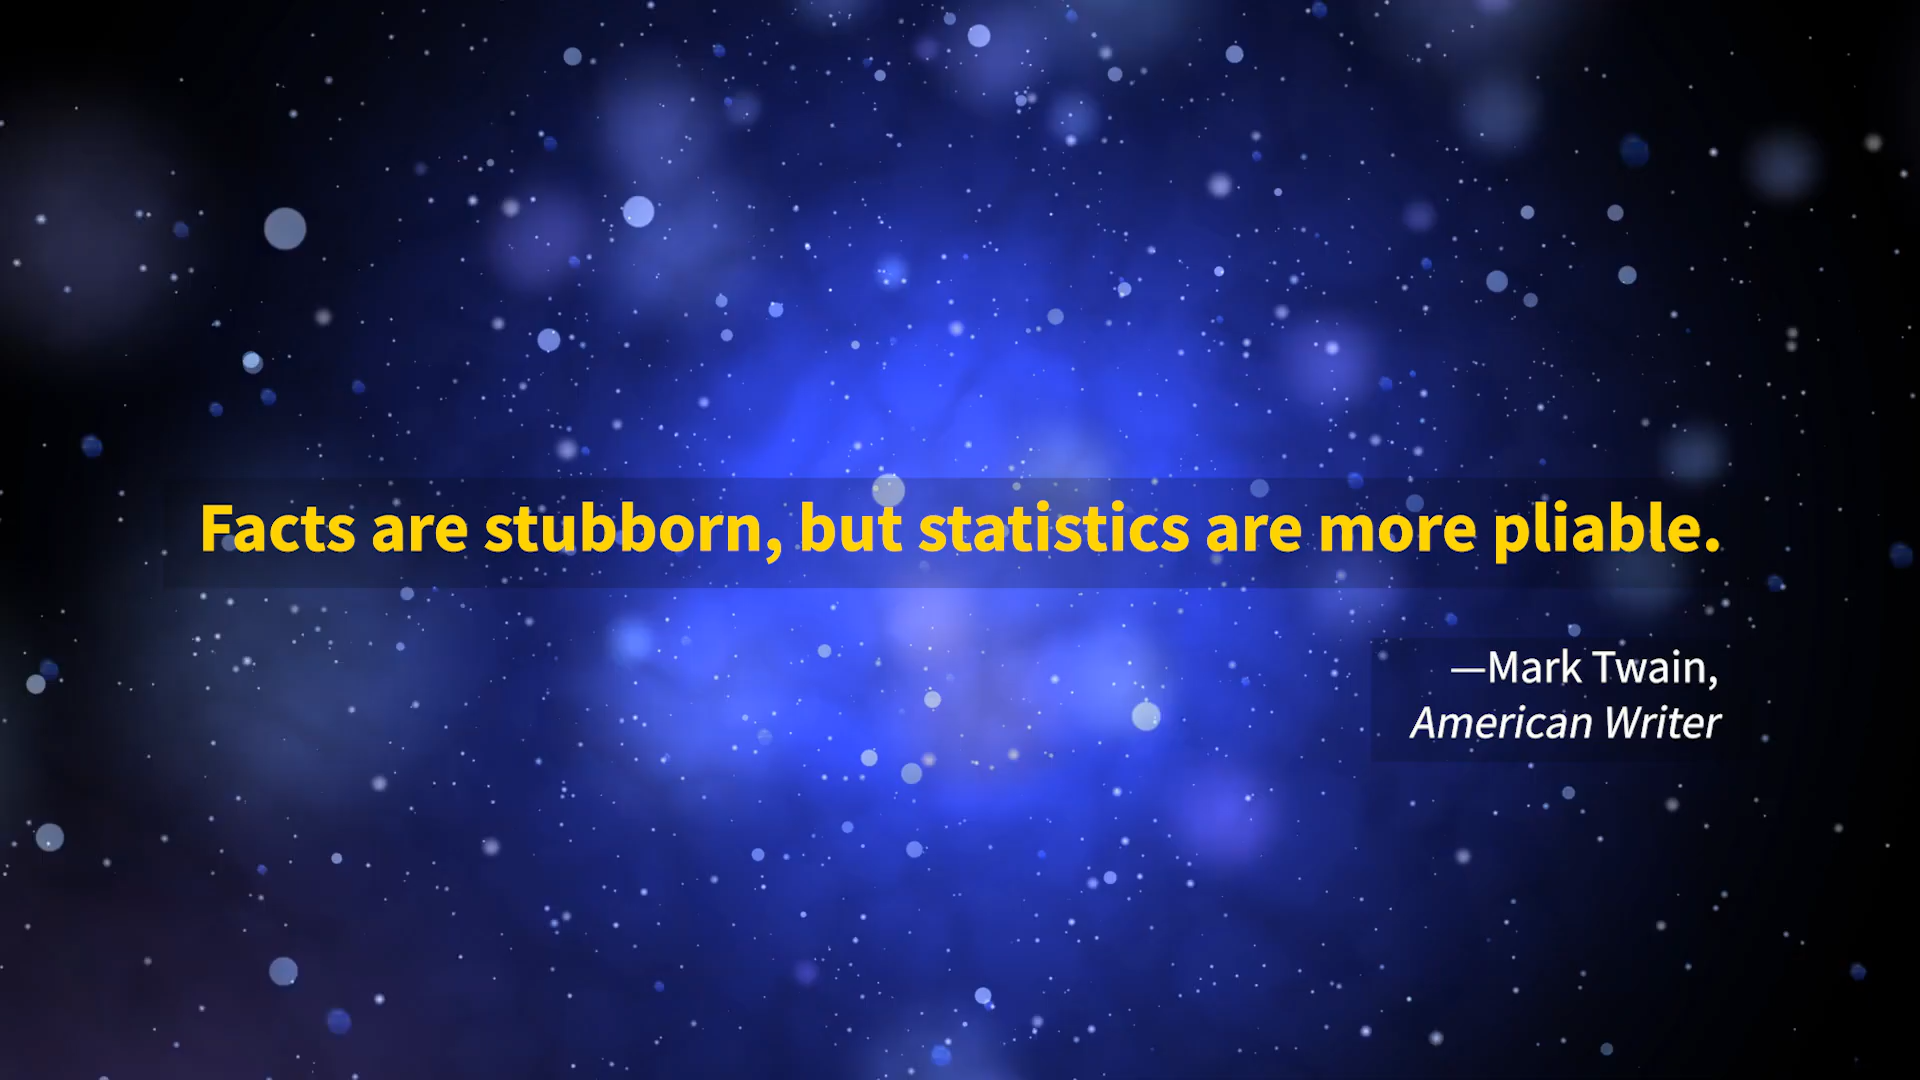 Facts are stubborn, but statistics are more pliable.
—Mark Twain,
American Writer